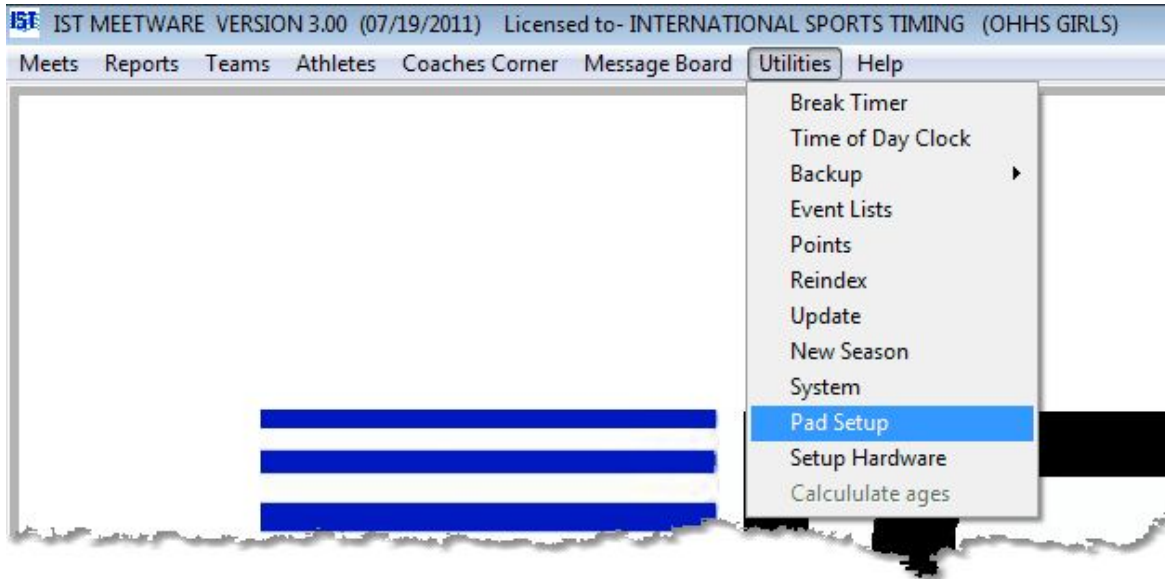 IST IST MEETWARE VERSION 3.00 (07/19/2011) Licensed to- INTERNATIONAL SPORTS TIMING (OHHS GIRLS)
Meets Reports Teams Athletes Coaches Corner Message Board Utilities Help
Break Timer
Time of Day Clock
Backup
Event Lists
Points
Reindex
Update
New Season
System
Pad Setup
Setup Hardware
Calcululate ages